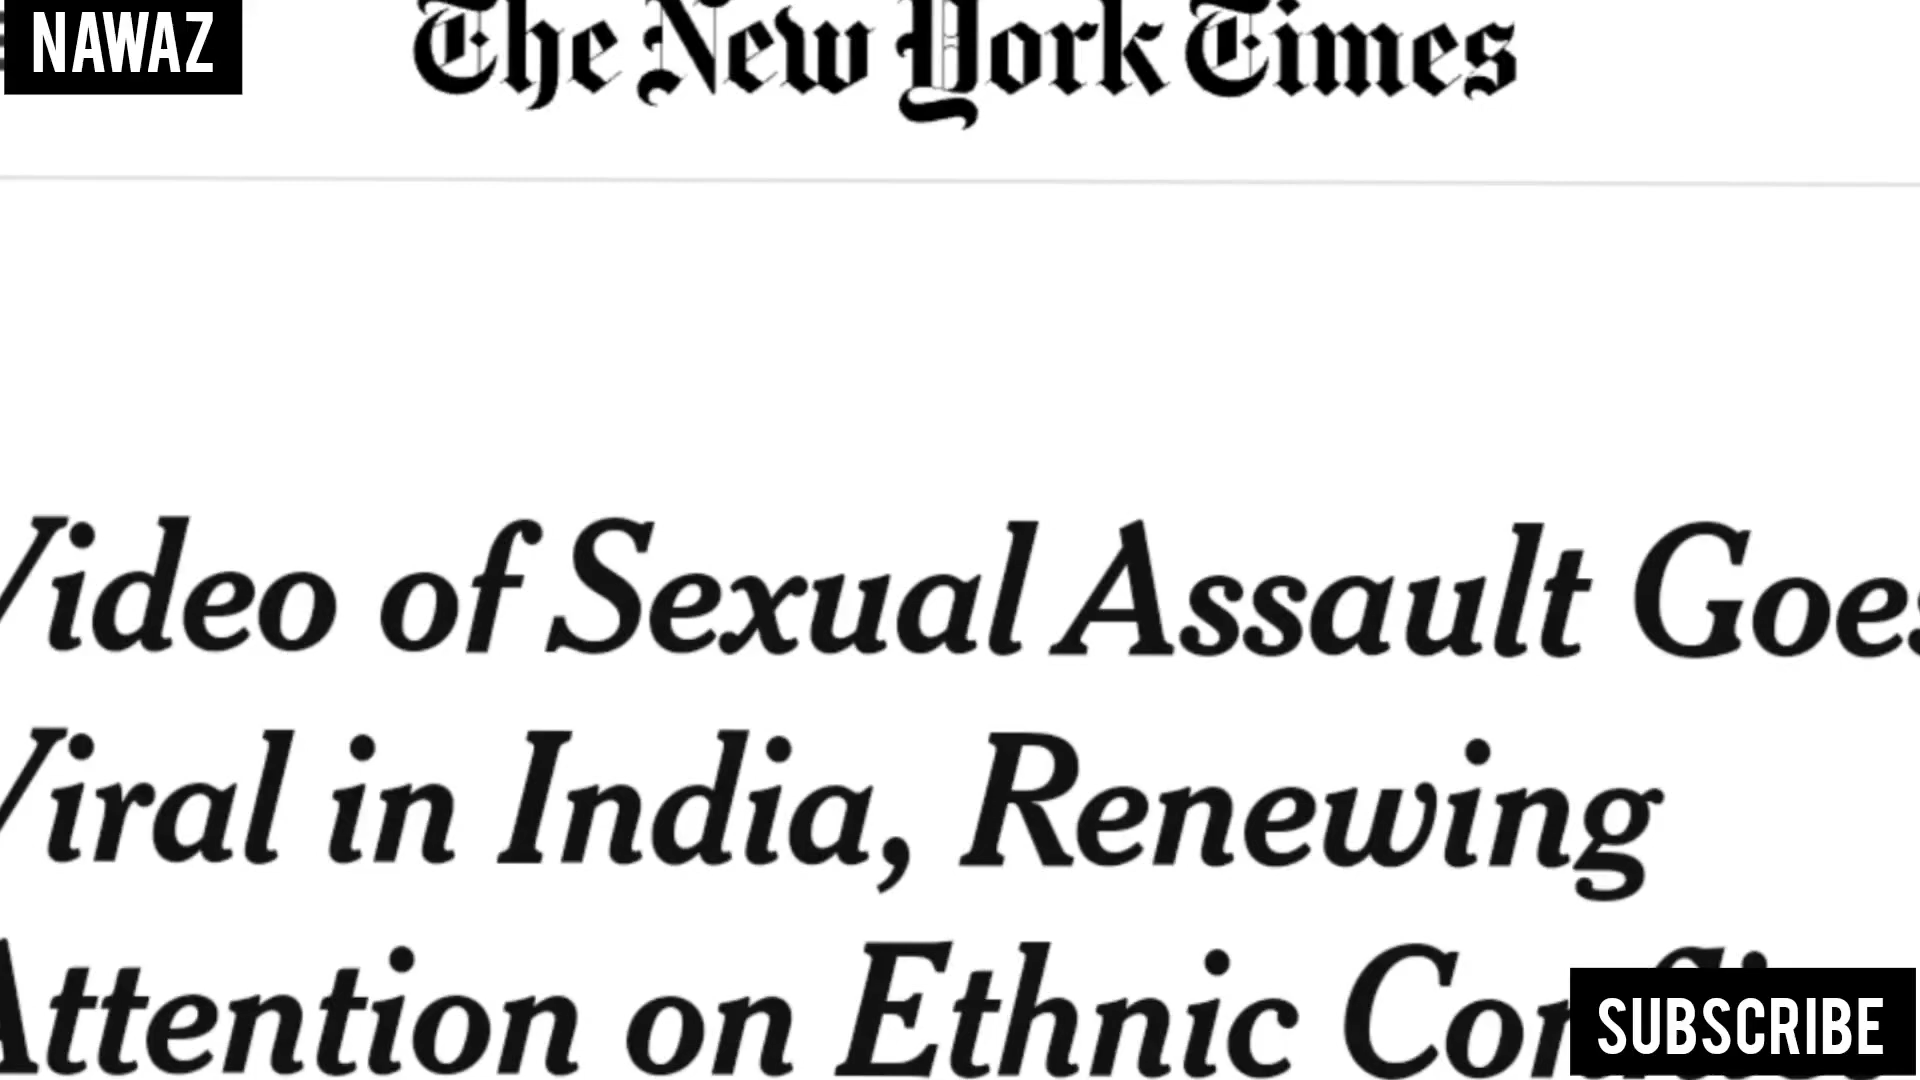 NAWAZ
The New York Times
Video of Sexual Assault Goes
Viral in India, Renewing
Attention on Ethnic
SUBSCRIBE